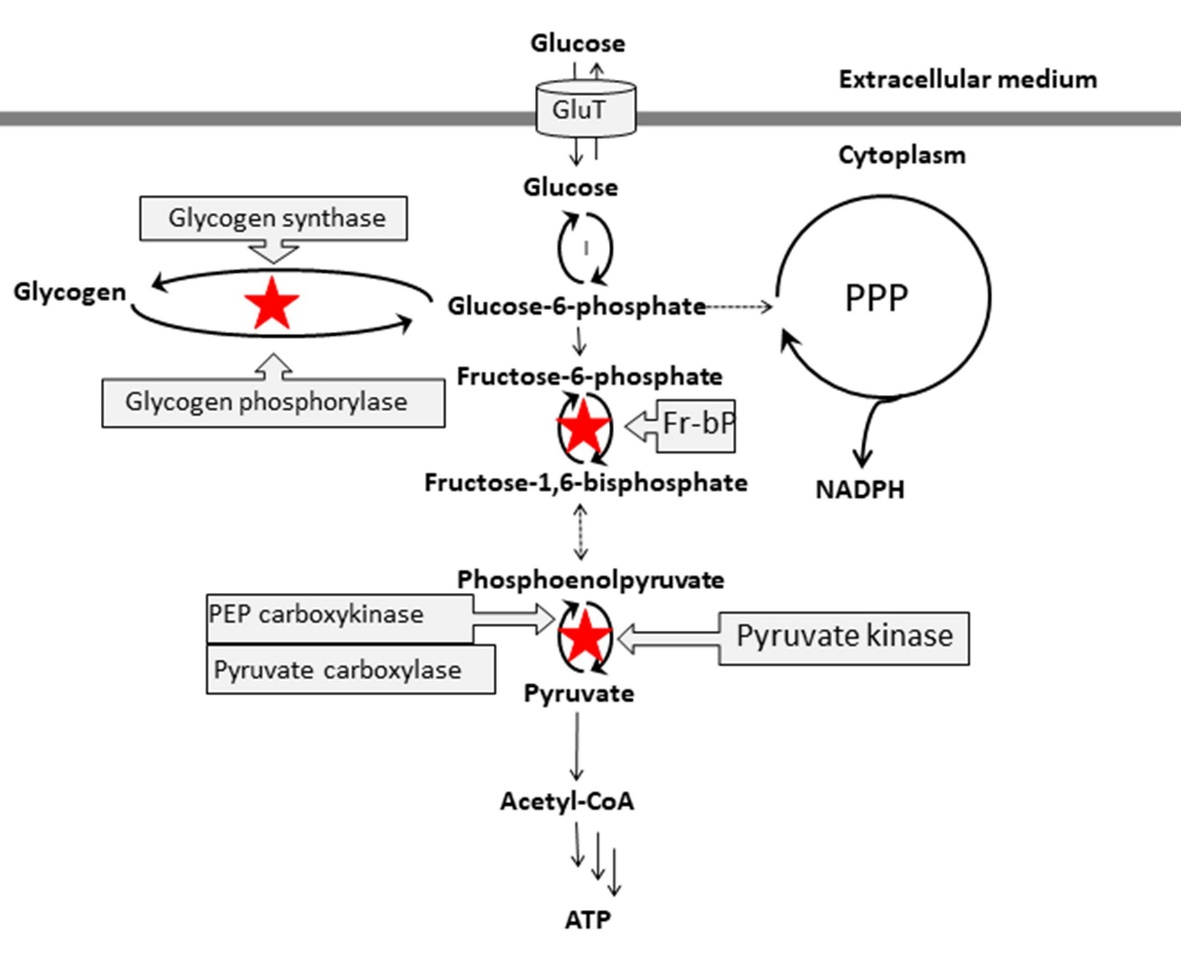 Glucose
Extracellular medium
GluT
Cytoplasm
Glucose
Glycogen synthase
I
Glycogen
Glucose-6-phosphate
PPP
Fructose-6-phosphate
Glycogen phosphorylase
Fr-bP
Fructose-1,6-bisphosphate
NADPH
Phosphoenolpyruvate
PEP carboxykinase
Pyruvate kinase
Pyruvate carboxylase
Pyruvate
Acetyl-CoA
ATP